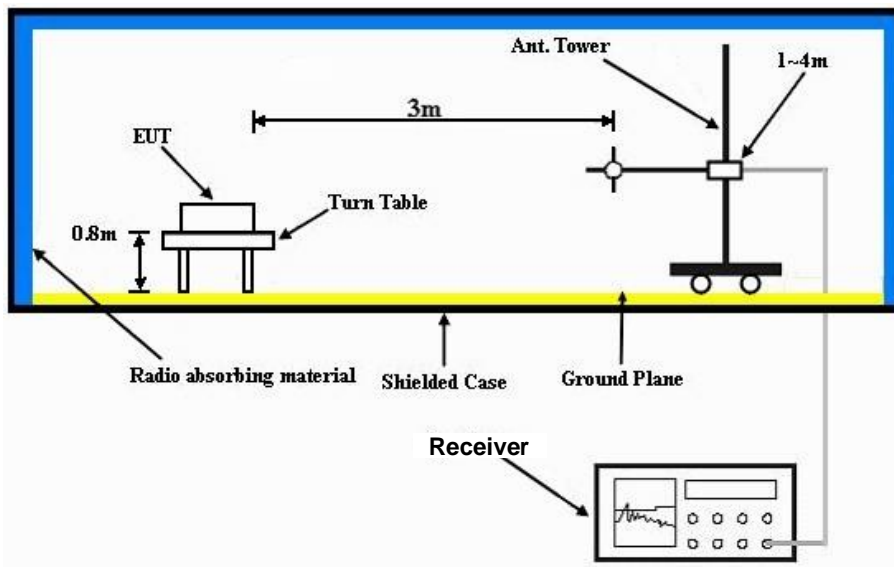 Ant. Tower
1~4m
3m
EUT
Turn Table
0.8m
Radio absorbing material
Shielded Case
Ground Plane
Receiver